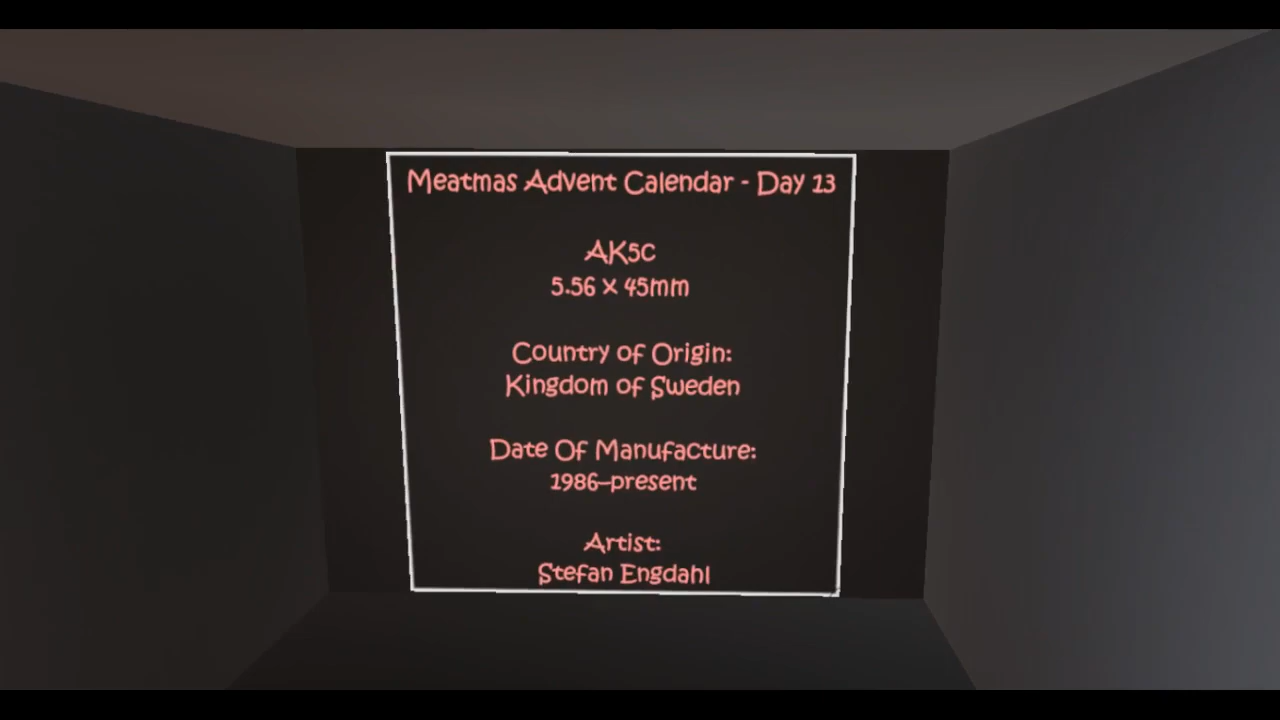 Meatmas Advent Calendar - Day 13
AK5C
5.56 x 45mm
Country of Origin:
Kingdom of Sweden
Date Of Manufacture:
1986–present
Artist:
Stefan Engdahl